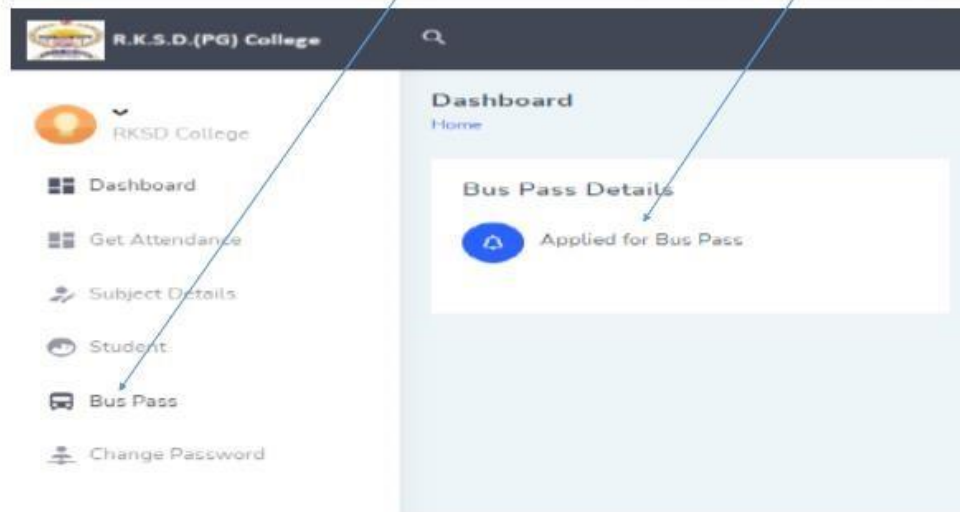 R.K.S.D.(PG) College
RKSD College
Dashboard
Get Attendance
Subject Details
Student
Bus Pass
Change Password
Dashboard
Home
Bus Pass Details
Applied for Bus Pass